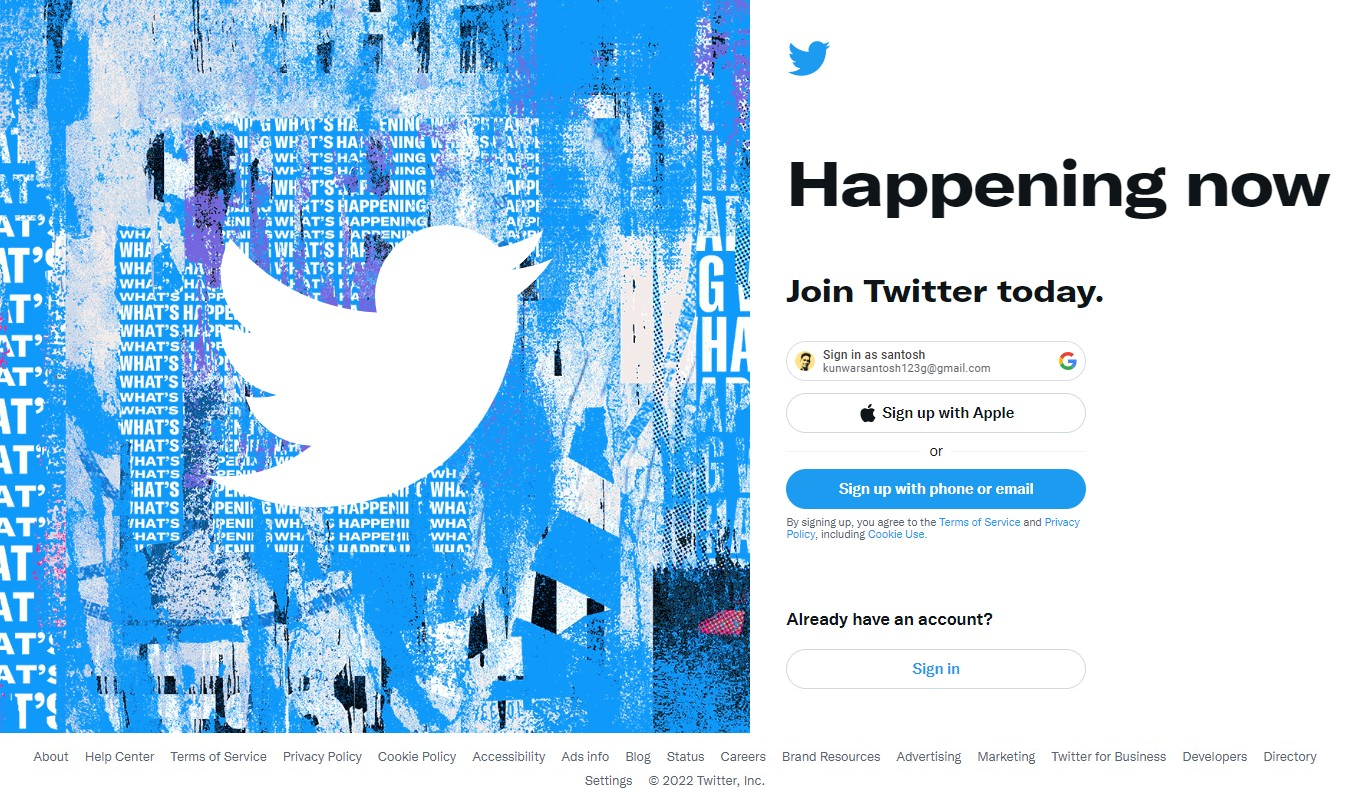 Happening now
Join Twitter today.
Sign in as santosh
kunwarsantosh123g@gmail.com
Sign up with Apple
or
Sign up with phone or email
By signing up, you agree to the Terms of Service and Privacy
Policy, including Cookie Use.
Already have an account?
Sign in
About Help Center Terms of Service Privacy Policy Cookie Policy Accessibility Ads info Blog Status Careers Brand Resources Advertising Marketing Twitter for Business Developers Directory
Settings © 2022 Twitter, Inc.
WHAT'S HAPPENING